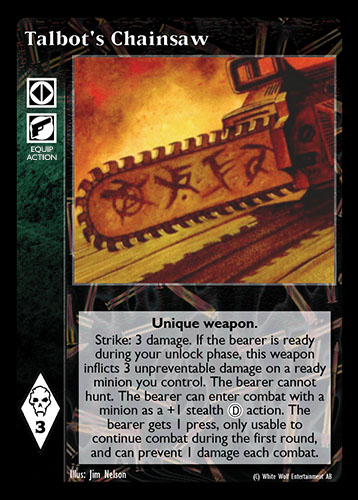 Talbot's Chainsaw
EQUIP
ACTION
Unique weapon.
Strike: 3 damage. If the bearer is ready
during your unlock phase, this weapon
inflicts 3 unpreventable damage on a ready
minion you control. The bearer cannot
hunt. The bearer can enter combat with a
minion as a +1 stealth Ⓓ action. The
bearer gets 1 press, only usable to
continue combat during the first round,
and can prevent 1 damage each combat.
3
Illus: Jim Nelson
(C) White Wolf Entertainment AB